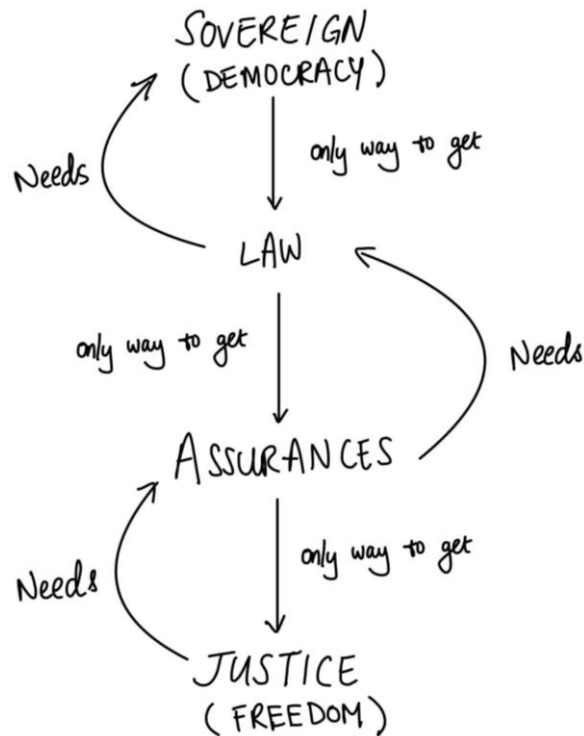 SOVEREIGN
(DEMOCRACY)
only way to get
Needs
LAW
only way to get
Needs
ASSURANCES
only way to get
Needs
JUSTICE
(FREEDOM)